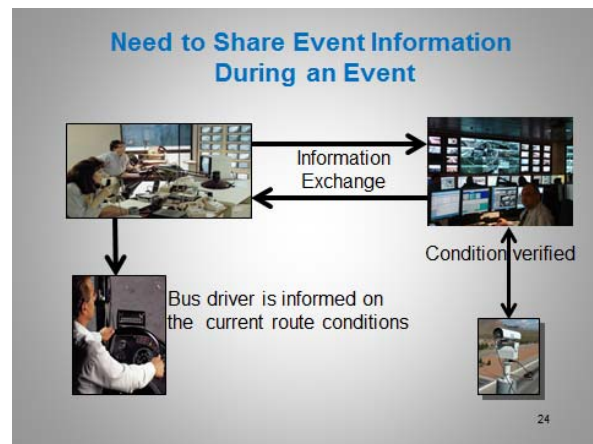 Need to Share Event Information
During an Event
Information
Exchange
Condition verified
Bus driver is informed on
the current route conditions
24